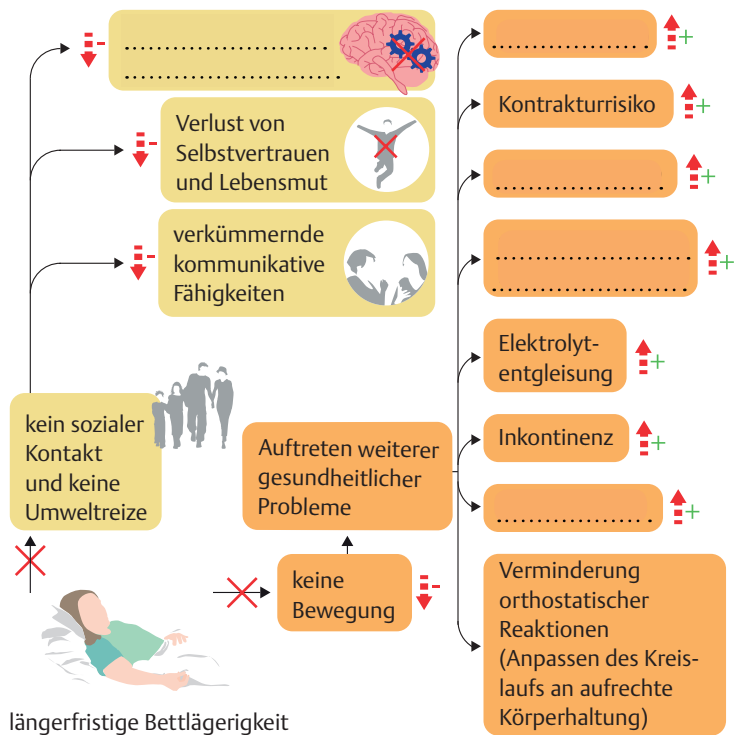 Verlust von
Selbstvertrauen
und Lebensmut
verkümmernde
kommunikative
Fähigkeiten
kein sozialer
Kontakt
und keine
Umweltreize
Auftreten weiterer
gesundheitlicher
Probleme
keine
Bewegung
Kontrakturrisiko
Elektrolyt-
entgleisung
Inkontinenz
Verminderung
orthostatischer
Reaktionen
(Anpassen des Kreis-
laufs an aufrechte
Körperhaltung)
längerfristige Bettlägerigkeit